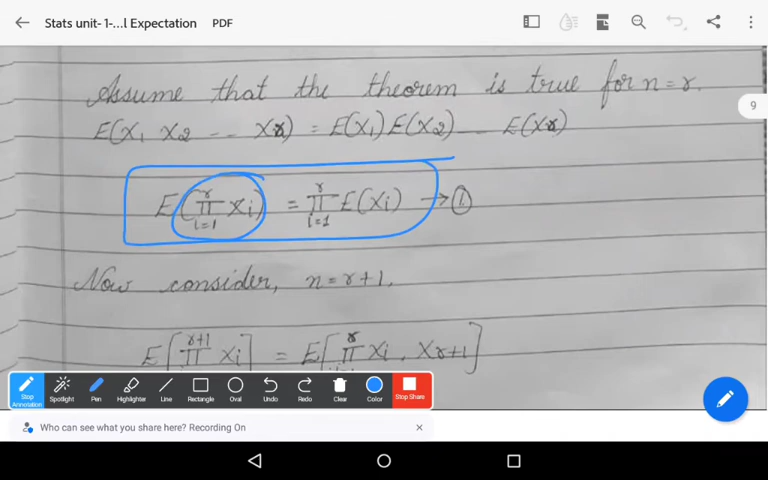 Stats unit-1-...l Expectation PDF
Assume that the theorem is true for n=r.
E(X1 X2 -- -- Xr) = E(X1) E(X2) -- E(Xr)
9
E(π_{i=1}^{r} Xi) = π_{i=1}^{r} E(Xi) → ①
Now consider, n=r+1.
E[π^{r+1} Xi] = E[π^{r} Xi . Xr+1]
Stop Annotation
Spotlight
Pen
Highlighter
Line
Rectangle
Oval
Undo
Redo
Clear
Color
Stop Share
Who can see what you share here? Recording On